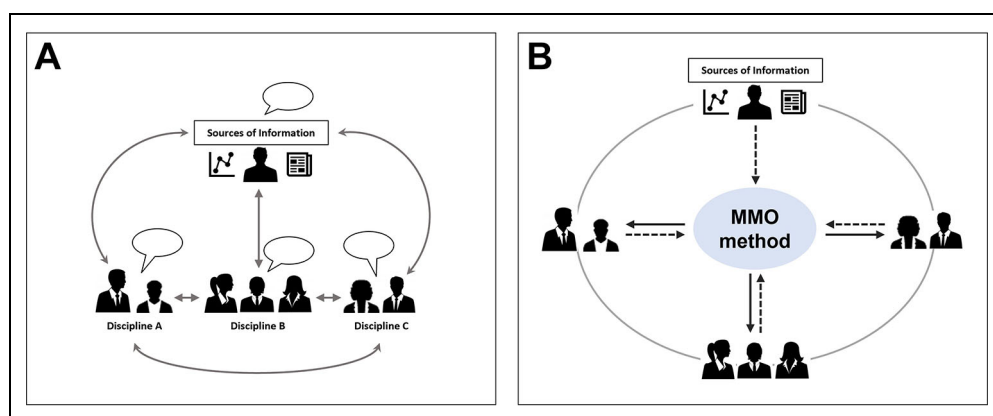 A
Sources of Information
Discipline A
Discipline B
Discipline C
B
Sources of Information
MMO
method